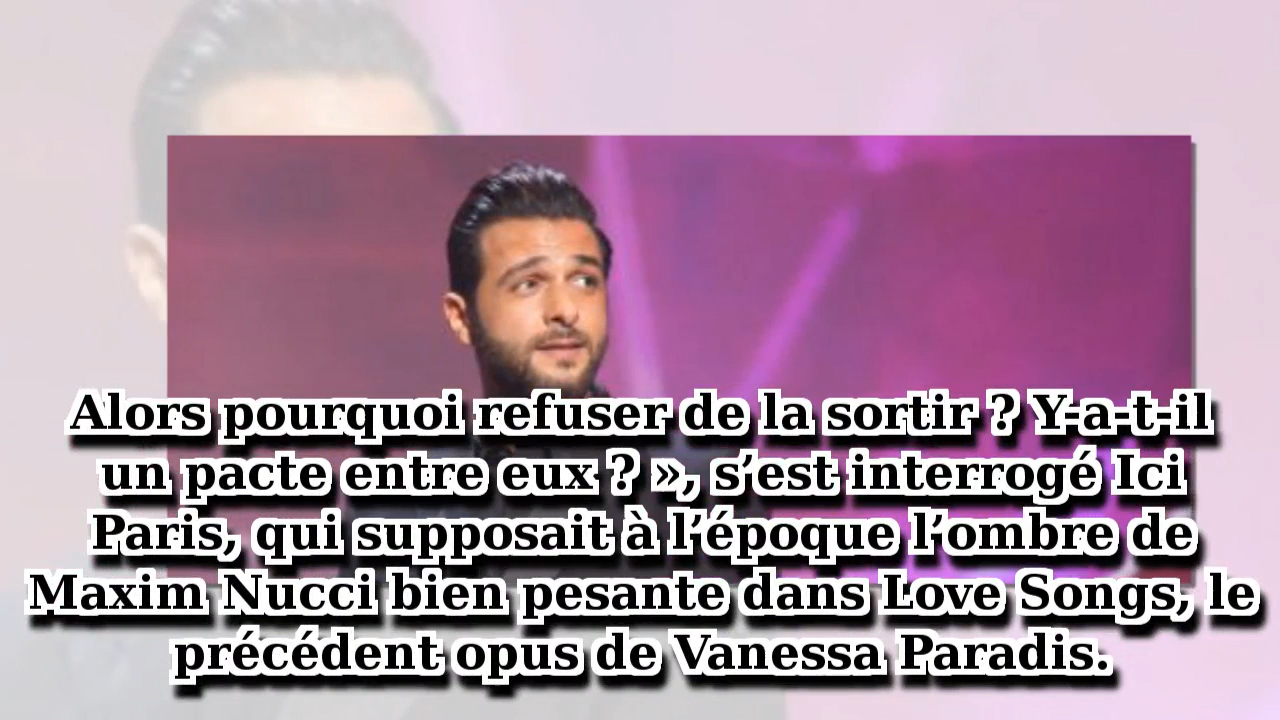 Alors pourquoi refuser de la sortir ? Y-a-t-il
un pacte entre eux ? », s’est interrogé Ici
Paris, qui supposait à l’époque l’ombre de
Maxim Nucci bien pesante dans Love Songs, le
précédent opus de Vanessa Paradis.